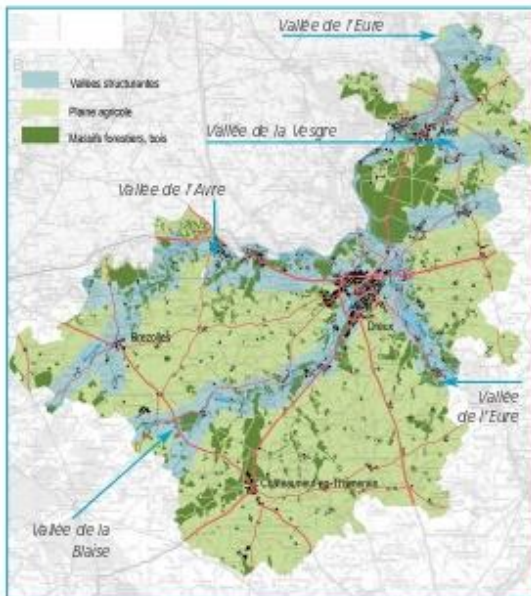 Vallée de l'Eure
Vallées structurantes
Plaine agricole
Massifs forestiers, bois
Anet
Vallée de la Vesgre
Vallée de l'Avre
Brezolles
Dreux
Vallée
de l'Eure
Châteauneuf-en-Thymerais
Vallée de la
Blaise